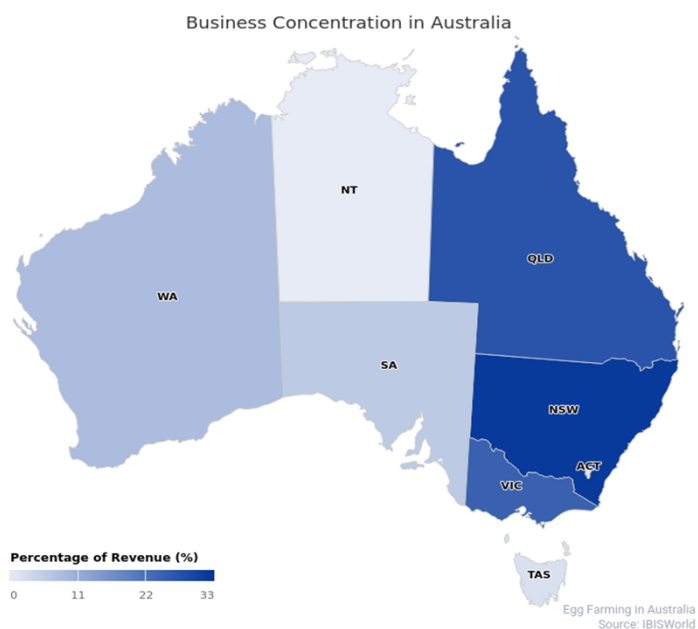 Business Concentration in Australia
NT
QLD
WA
SA
NSW
ACT
VIC
Percentage of Revenue (%)
0 11 22 33
TAS
Egg Farming in Australia
Source: IBISWorld